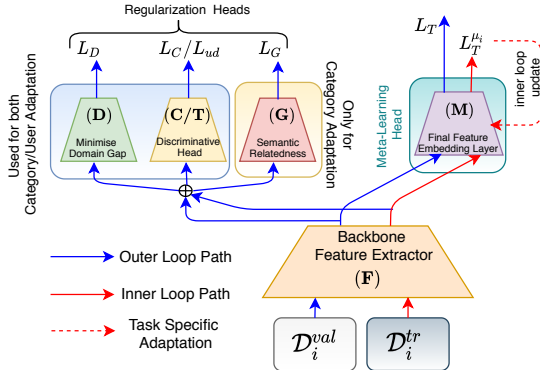 Regularization Heads
L_D
L_C/L_{ud}
L_G
L_T
L_T^{μ_i}
Used for both
Category/User Adaptation
(D)
Minimise
Domain Gap
(C/T)
Discriminative
Head
(G)
Semantic
Relatedness
Only for
Category Adaptation
Meta-Learning
Head
(M)
Final Feature
Embedding Layer
inner loop
update
⊕
Backbone
Feature Extractor
(F)
Outer Loop Path
Inner Loop Path
Task Specific
Adaptation
𝒟_i^{val}
𝒟_i^{tr}